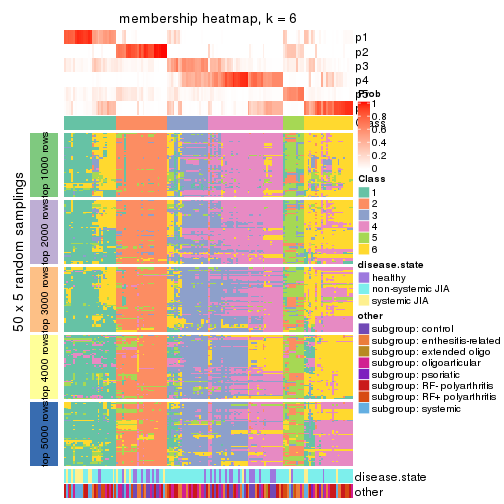 membership heatmap, k = 6
p1
p2
p3
p4
Prob
1
0.8
0.6
0.4
0.2
0
Class
1
2
3
4
5
6
disease.state
healthy
non-systemic JIA
systemic JIA
other
subgroup: control
subgroup: enthesitis-related
subgroup: extended oligo
subgroup: oligoarticular
subgroup: psoriatic
subgroup: RF- polyarthritis
subgroup: RF+ polyarthritis
subgroup: systemic
50 x 5 random samplings
top 1000 rows
top 2000 rows
top 3000 rows
top 4000 rows
top 5000 rows
disease.state
other